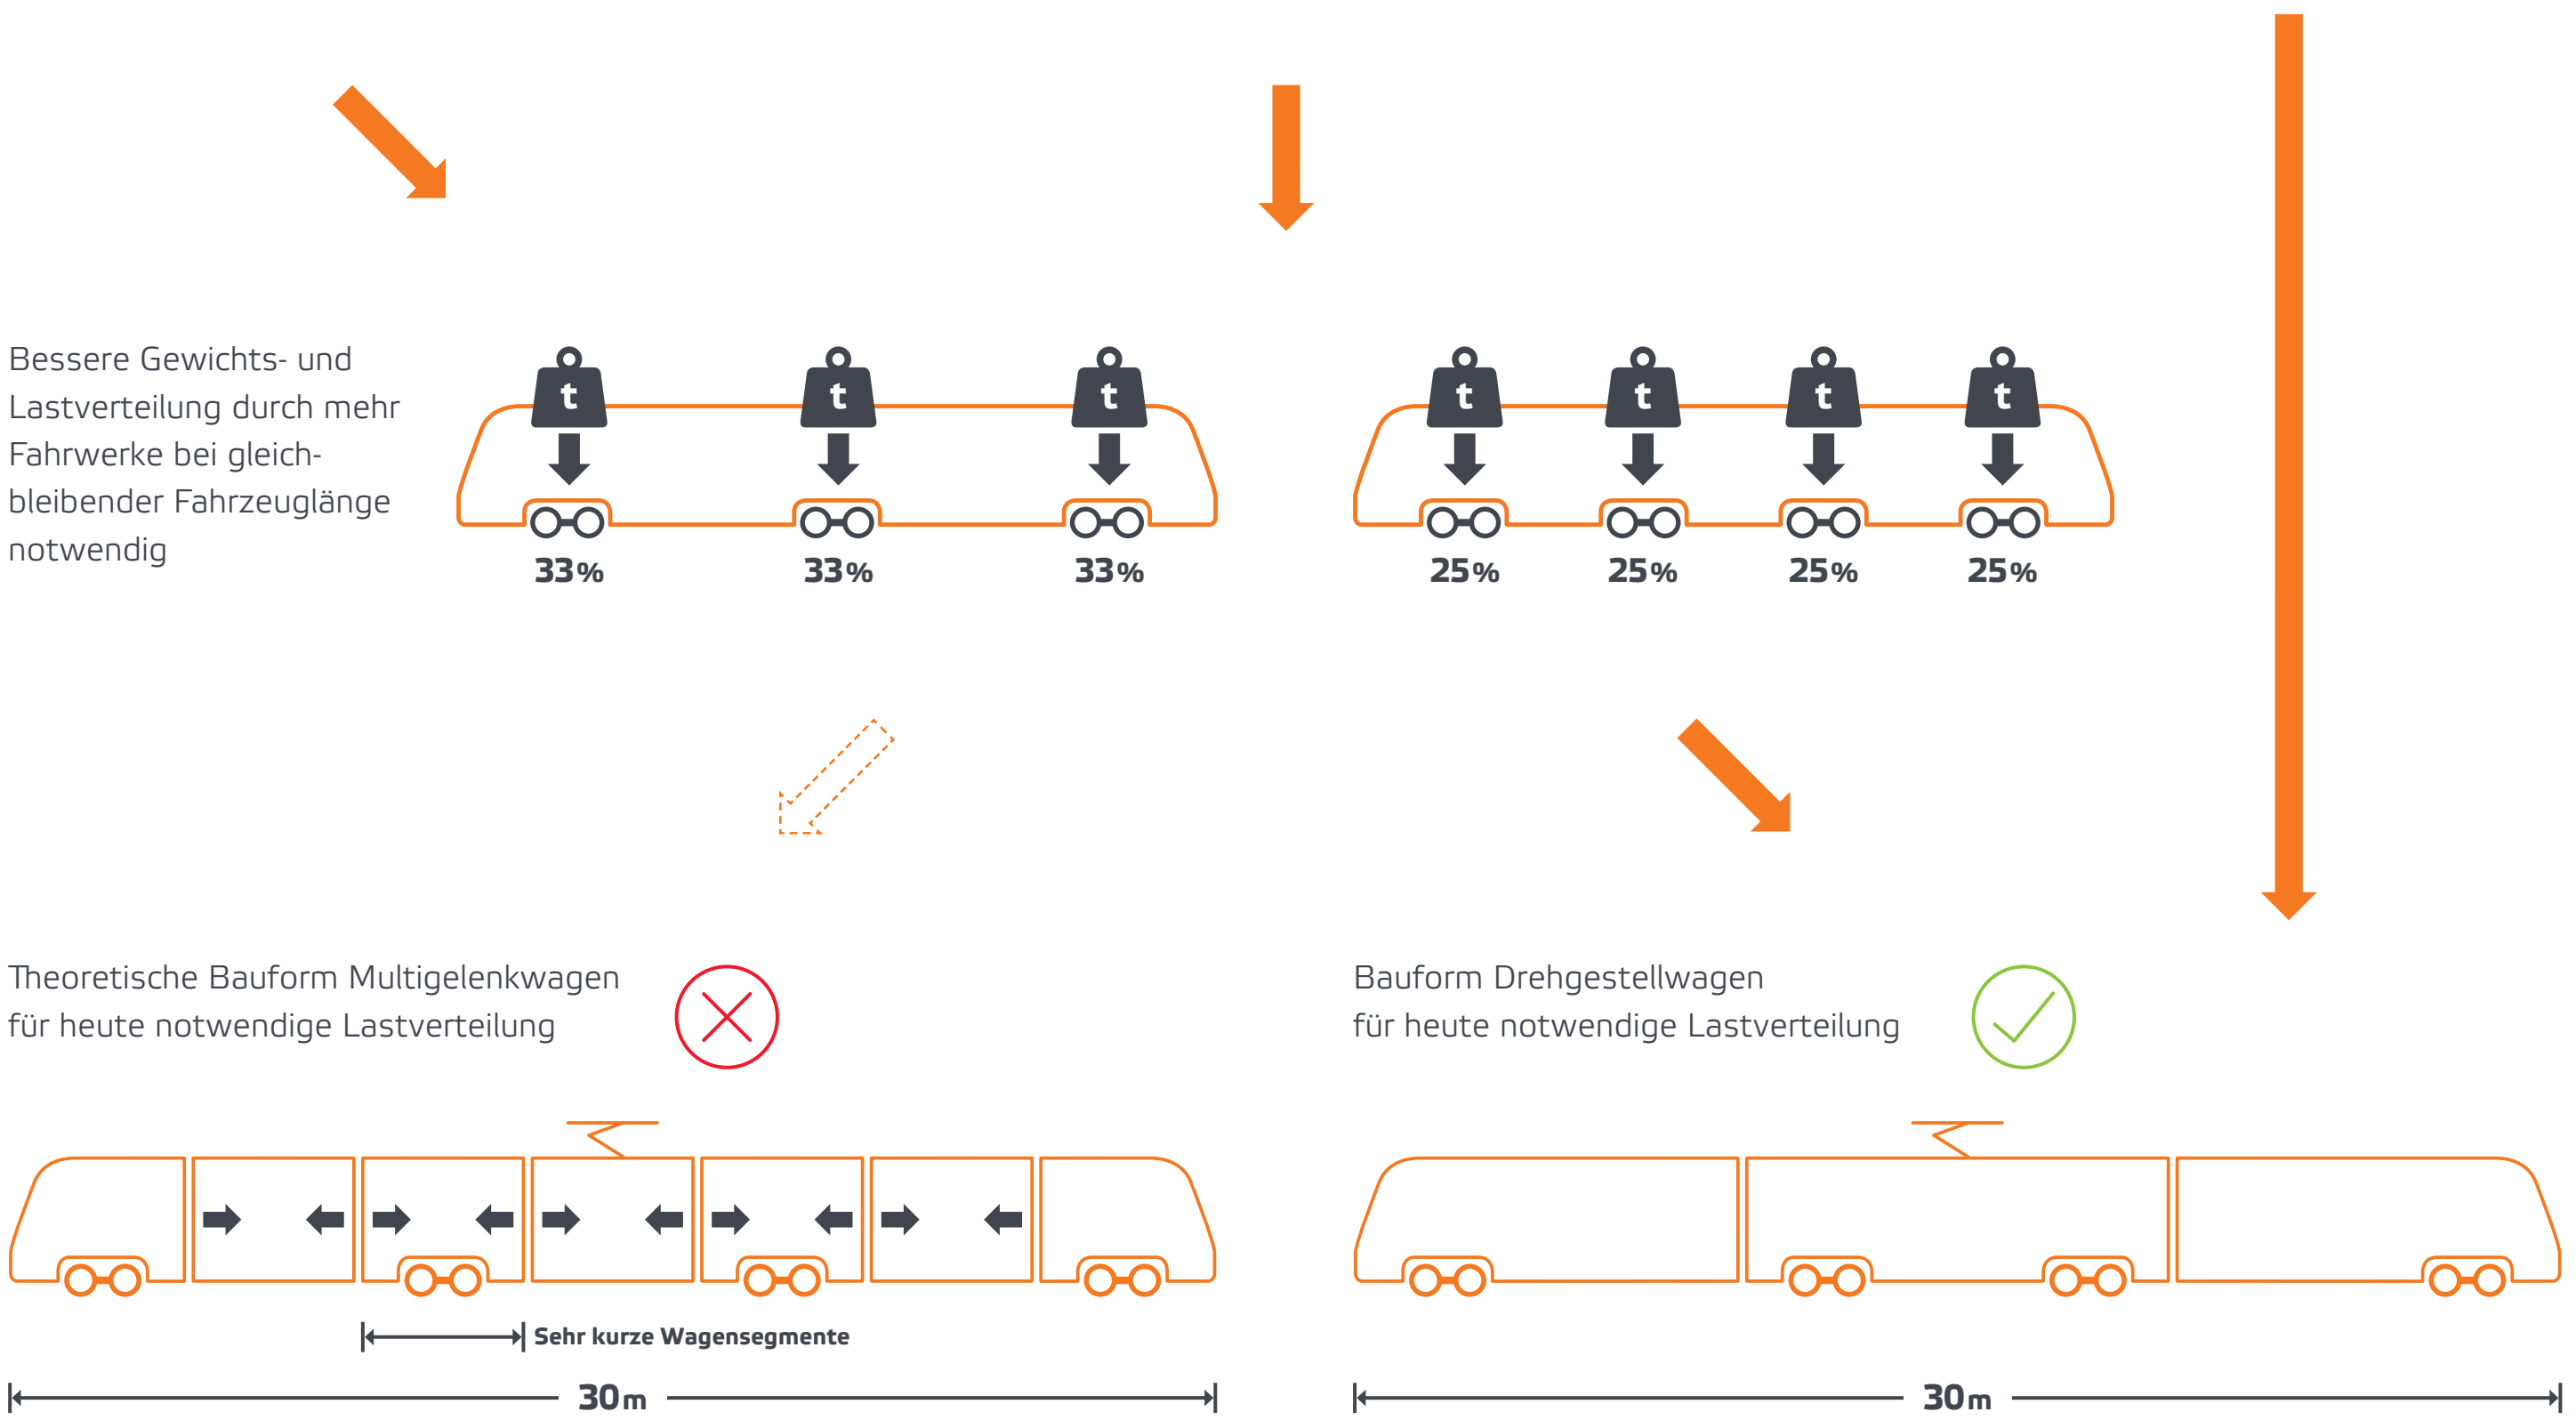 Bessere Gewichts- und
Lastverteilung durch mehr
Fahrwerke bei gleich-
bleibender Fahrzeuglänge
notwendig
t t t
33% 33% 33%
t t t t
25% 25% 25% 25%
Theoretische Bauform Multigelenkwagen
für heute notwendige Lastverteilung
Bauform Drehgestellwagen
für heute notwendige Lastverteilung
Sehr kurze Wagensegmente
30m
30m